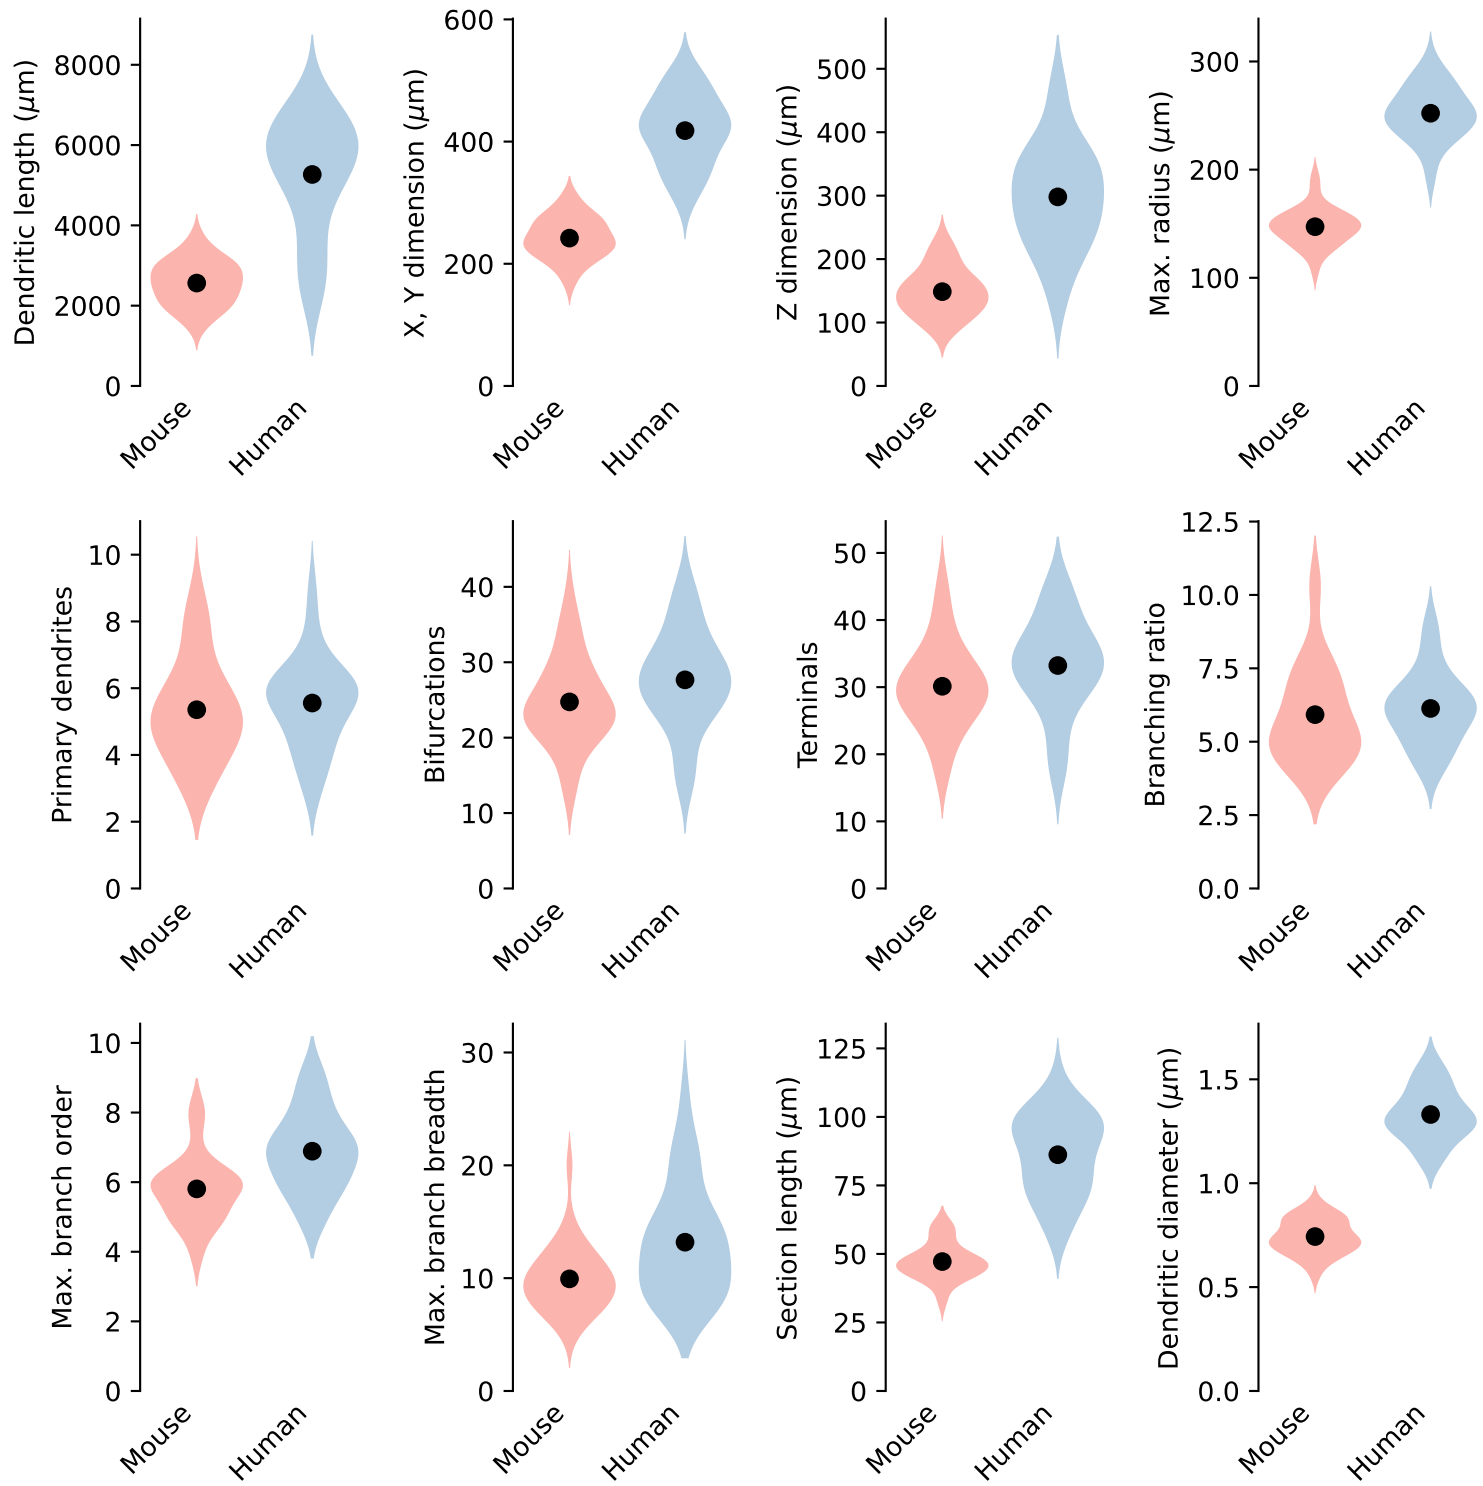 Dendritic length (μm)
8000
6000
4000
2000
0
Mouse
Human
X, Y dimension (μm)
600
400
200
0
Mouse
Human
Z dimension (μm)
500
400
300
200
100
0
Mouse
Human
Max. radius (μm)
300
200
100
0
Mouse
Human
Primary dendrites
10
8
6
4
2
0
Mouse
Human
Bifurcations
40
30
20
10
0
Mouse
Human
Terminals
50
40
30
20
10
0
Mouse
Human
Branching ratio
12.5
10.0
7.5
5.0
2.5
0.0
Mouse
Human
Max. branch order
10
8
6
4
2
0
Mouse
Human
Max. branch breadth
30
20
10
0
Mouse
Human
Section length (μm)
125
100
75
50
25
0
Mouse
Human
Dendritic diameter (μm)
1.5
1.0
0.5
0.0
Mouse
Human